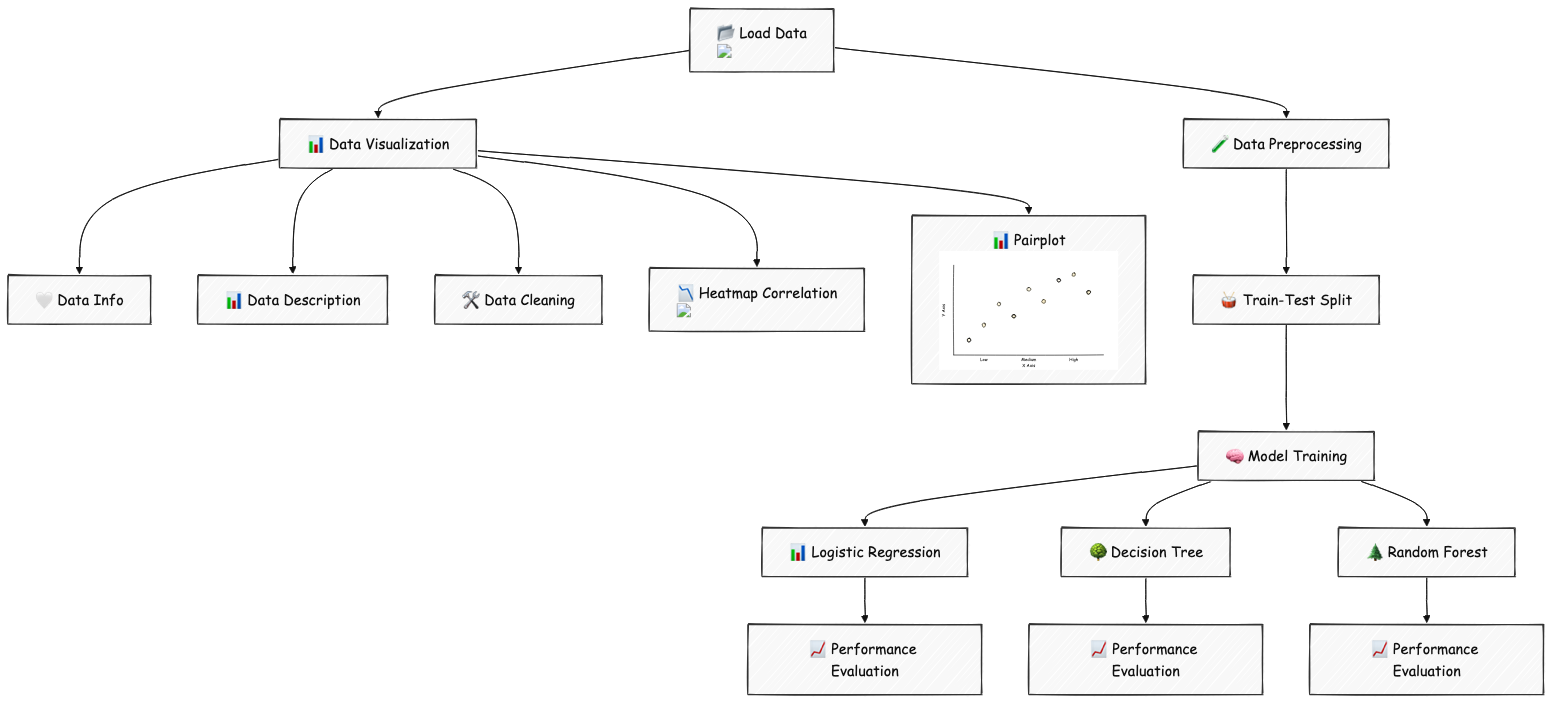 📂 Load Data
📊 Data Visualization
🧪 Data Preprocessing
🤍 Data Info
📊 Data Description
🛠 Data Cleaning
📉 Heatmap Correlation
📊 Pairplot
Y Axis
Low Medium High
X Axis
🥁 Train-Test Split
🧠 Model Training
📊 Logistic Regression
🌳 Decision Tree
🌲 Random Forest
📈 Performance
Evaluation
📈 Performance
Evaluation
📈 Performance
Evaluation